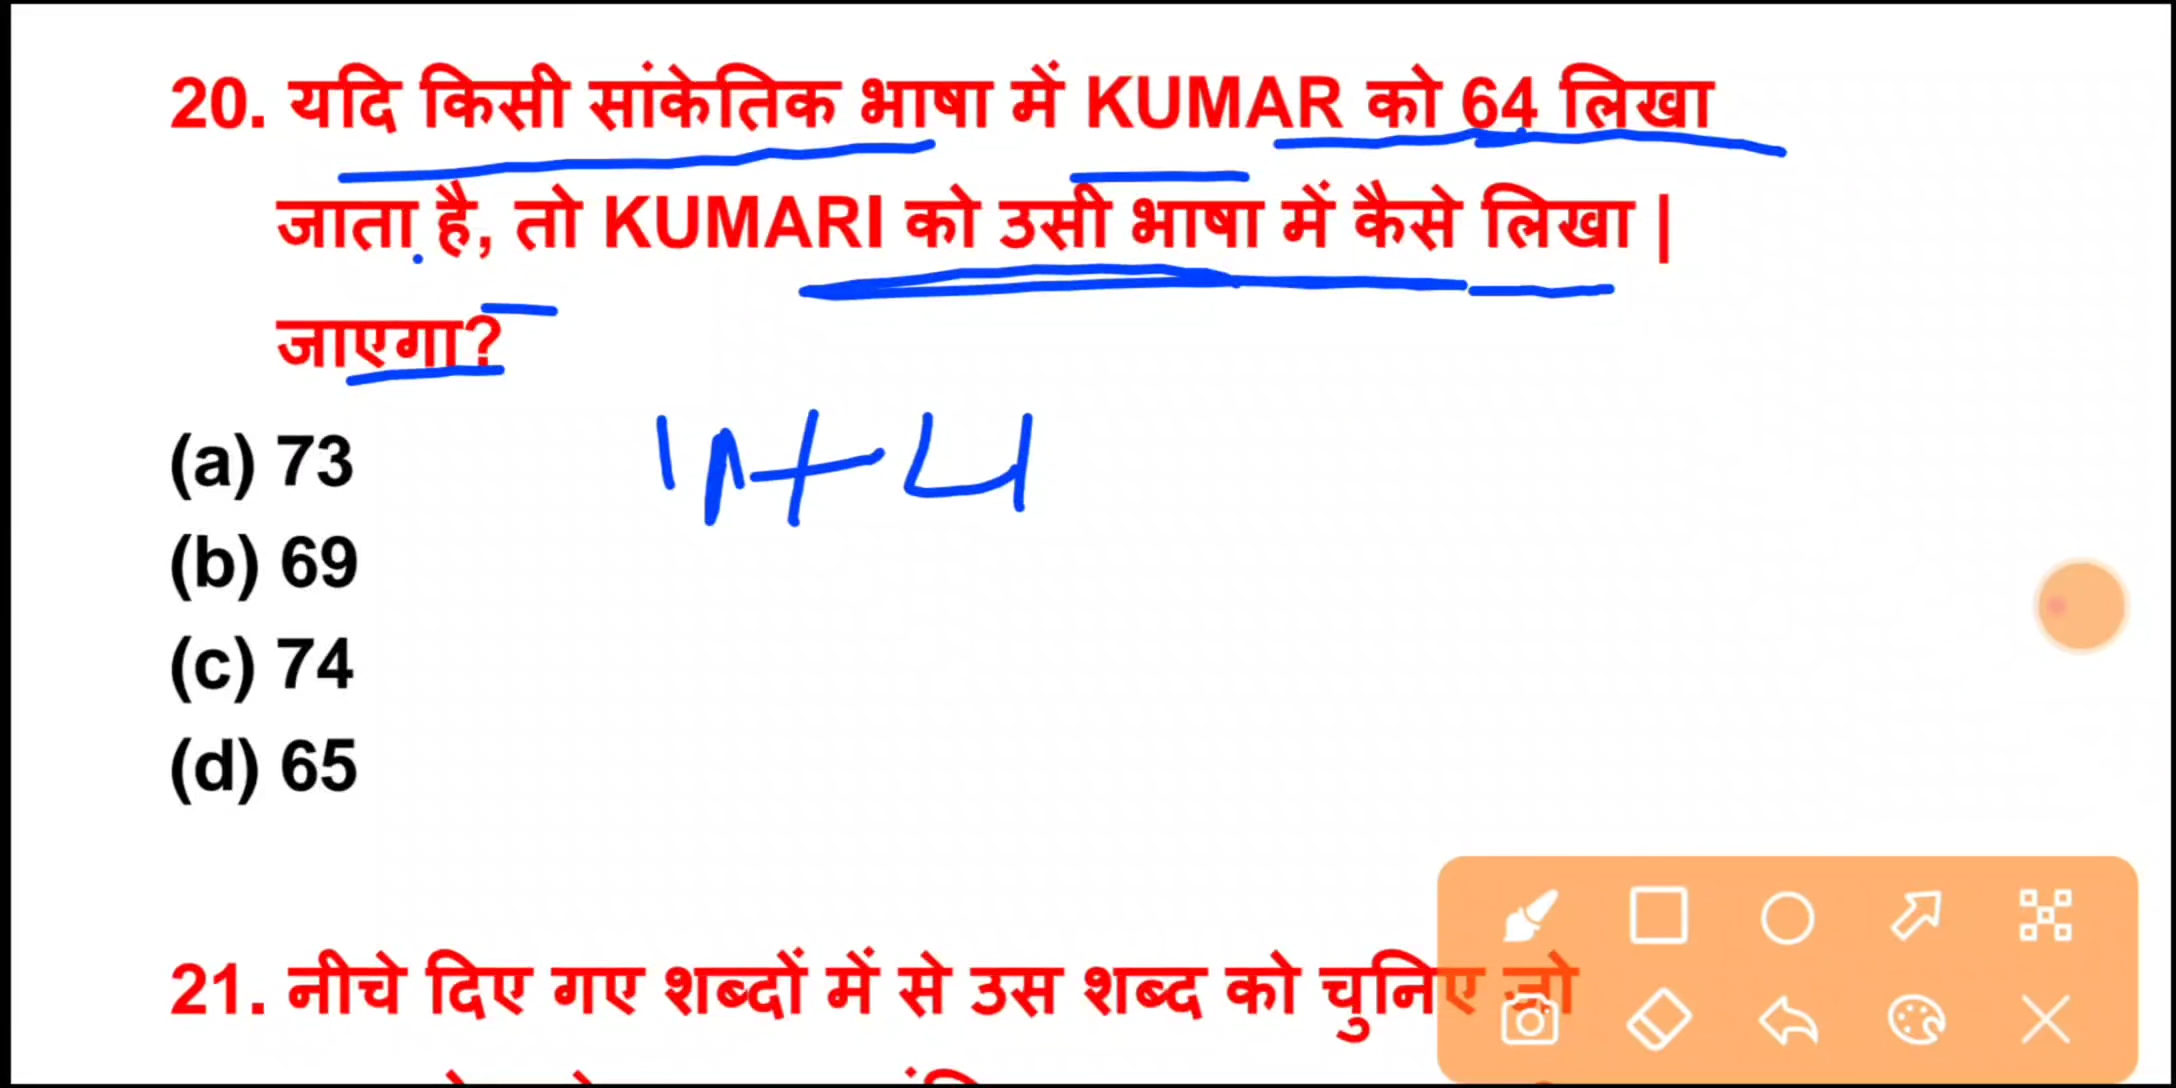 20. यदि किसी सांकेतिक भाषा में KUMAR को 64 लिखा
जाता है, तो KUMARI को उसी भाषा में कैसे लिखा |
जाएगा?
(a) 73
(b) 69
(c) 74
(d) 65
21. नीचे दिए गए शब्दों में से उस शब्द को चुनिए जो